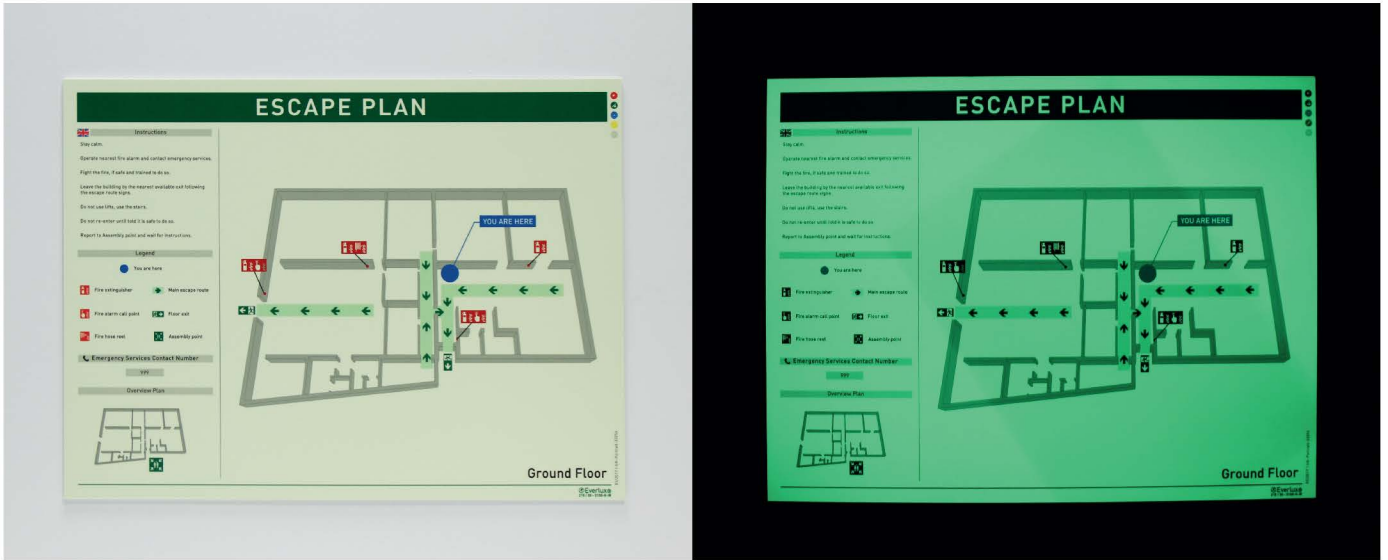 ESCAPE PLAN
Instructions
Stay calm.
Operate nearest fire alarm and contact emergency services.
Fight the fire, if safe and trained to do so.
Leave the building by the nearest available exit following
the escape route signs.
Do not use lifts, use the stairs.
Do not re-enter until told it is safe to do so.
Report to Assembly point and wait for instructions.
Legend
You are here
Fire extinguisher
Main escape route
Fire alarm call point
Floor exit
Fire hose reel
Assembly point
Emergency Services Contact Number
999
Overview Plan
YOU ARE HERE
Ground Floor
Everlux
ESCAPE PLAN
Instructions
Stay calm.
Operate nearest fire alarm and contact emergency services.
Fight the fire, if safe and trained to do so.
Leave the building by the nearest available exit following
the escape route signs.
Do not use lifts, use the stairs.
Do not re-enter until told it is safe to do so.
Report to Assembly point and wait for instructions.
Legend
You are here
Fire extinguisher
Main escape route
Fire alarm call point
Floor exit
Fire hose reel
Assembly point
Emergency Services Contact Number
999
Overview Plan
YOU ARE HERE
Ground Floor
Everlux